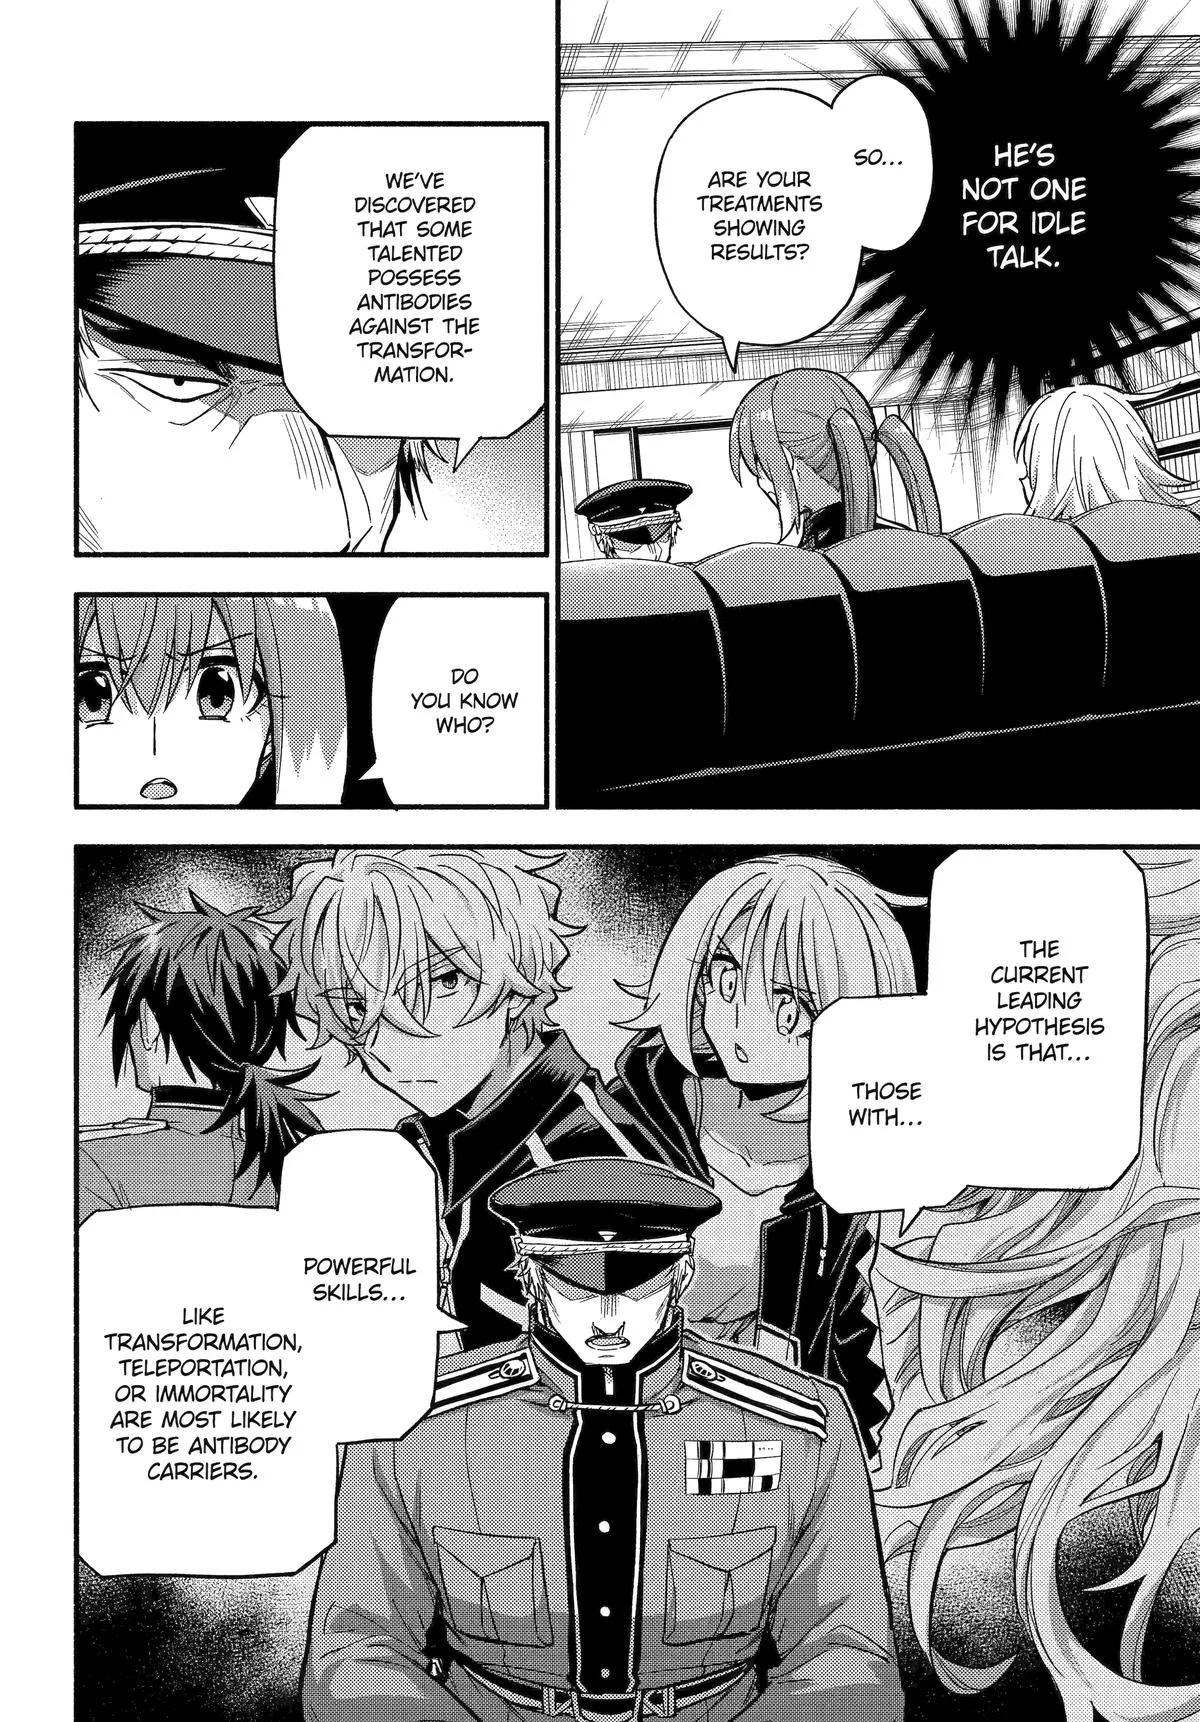 HE'S
NOT ONE
FOR IDLE
TALK.
SO...
ARE YOUR
TREATMENTS
SHOWING
RESULTS?
WE'VE
DISCOVERED
THAT SOME
TALENTED
POSSESS
ANTIBODIES
AGAINST THE
TRANSFOR-
MATION.
DO
YOU KNOW
WHO?
THE
CURRENT
LEADING
HYPOTHESIS
IS THAT...
THOSE
WITH...
POWERFUL
SKILLS...
LIKE
TRANSFORMATION,
TELEPORTATION,
OR IMMORTALITY
ARE MOST LIKELY
TO BE ANTIBODY
CARRIERS.